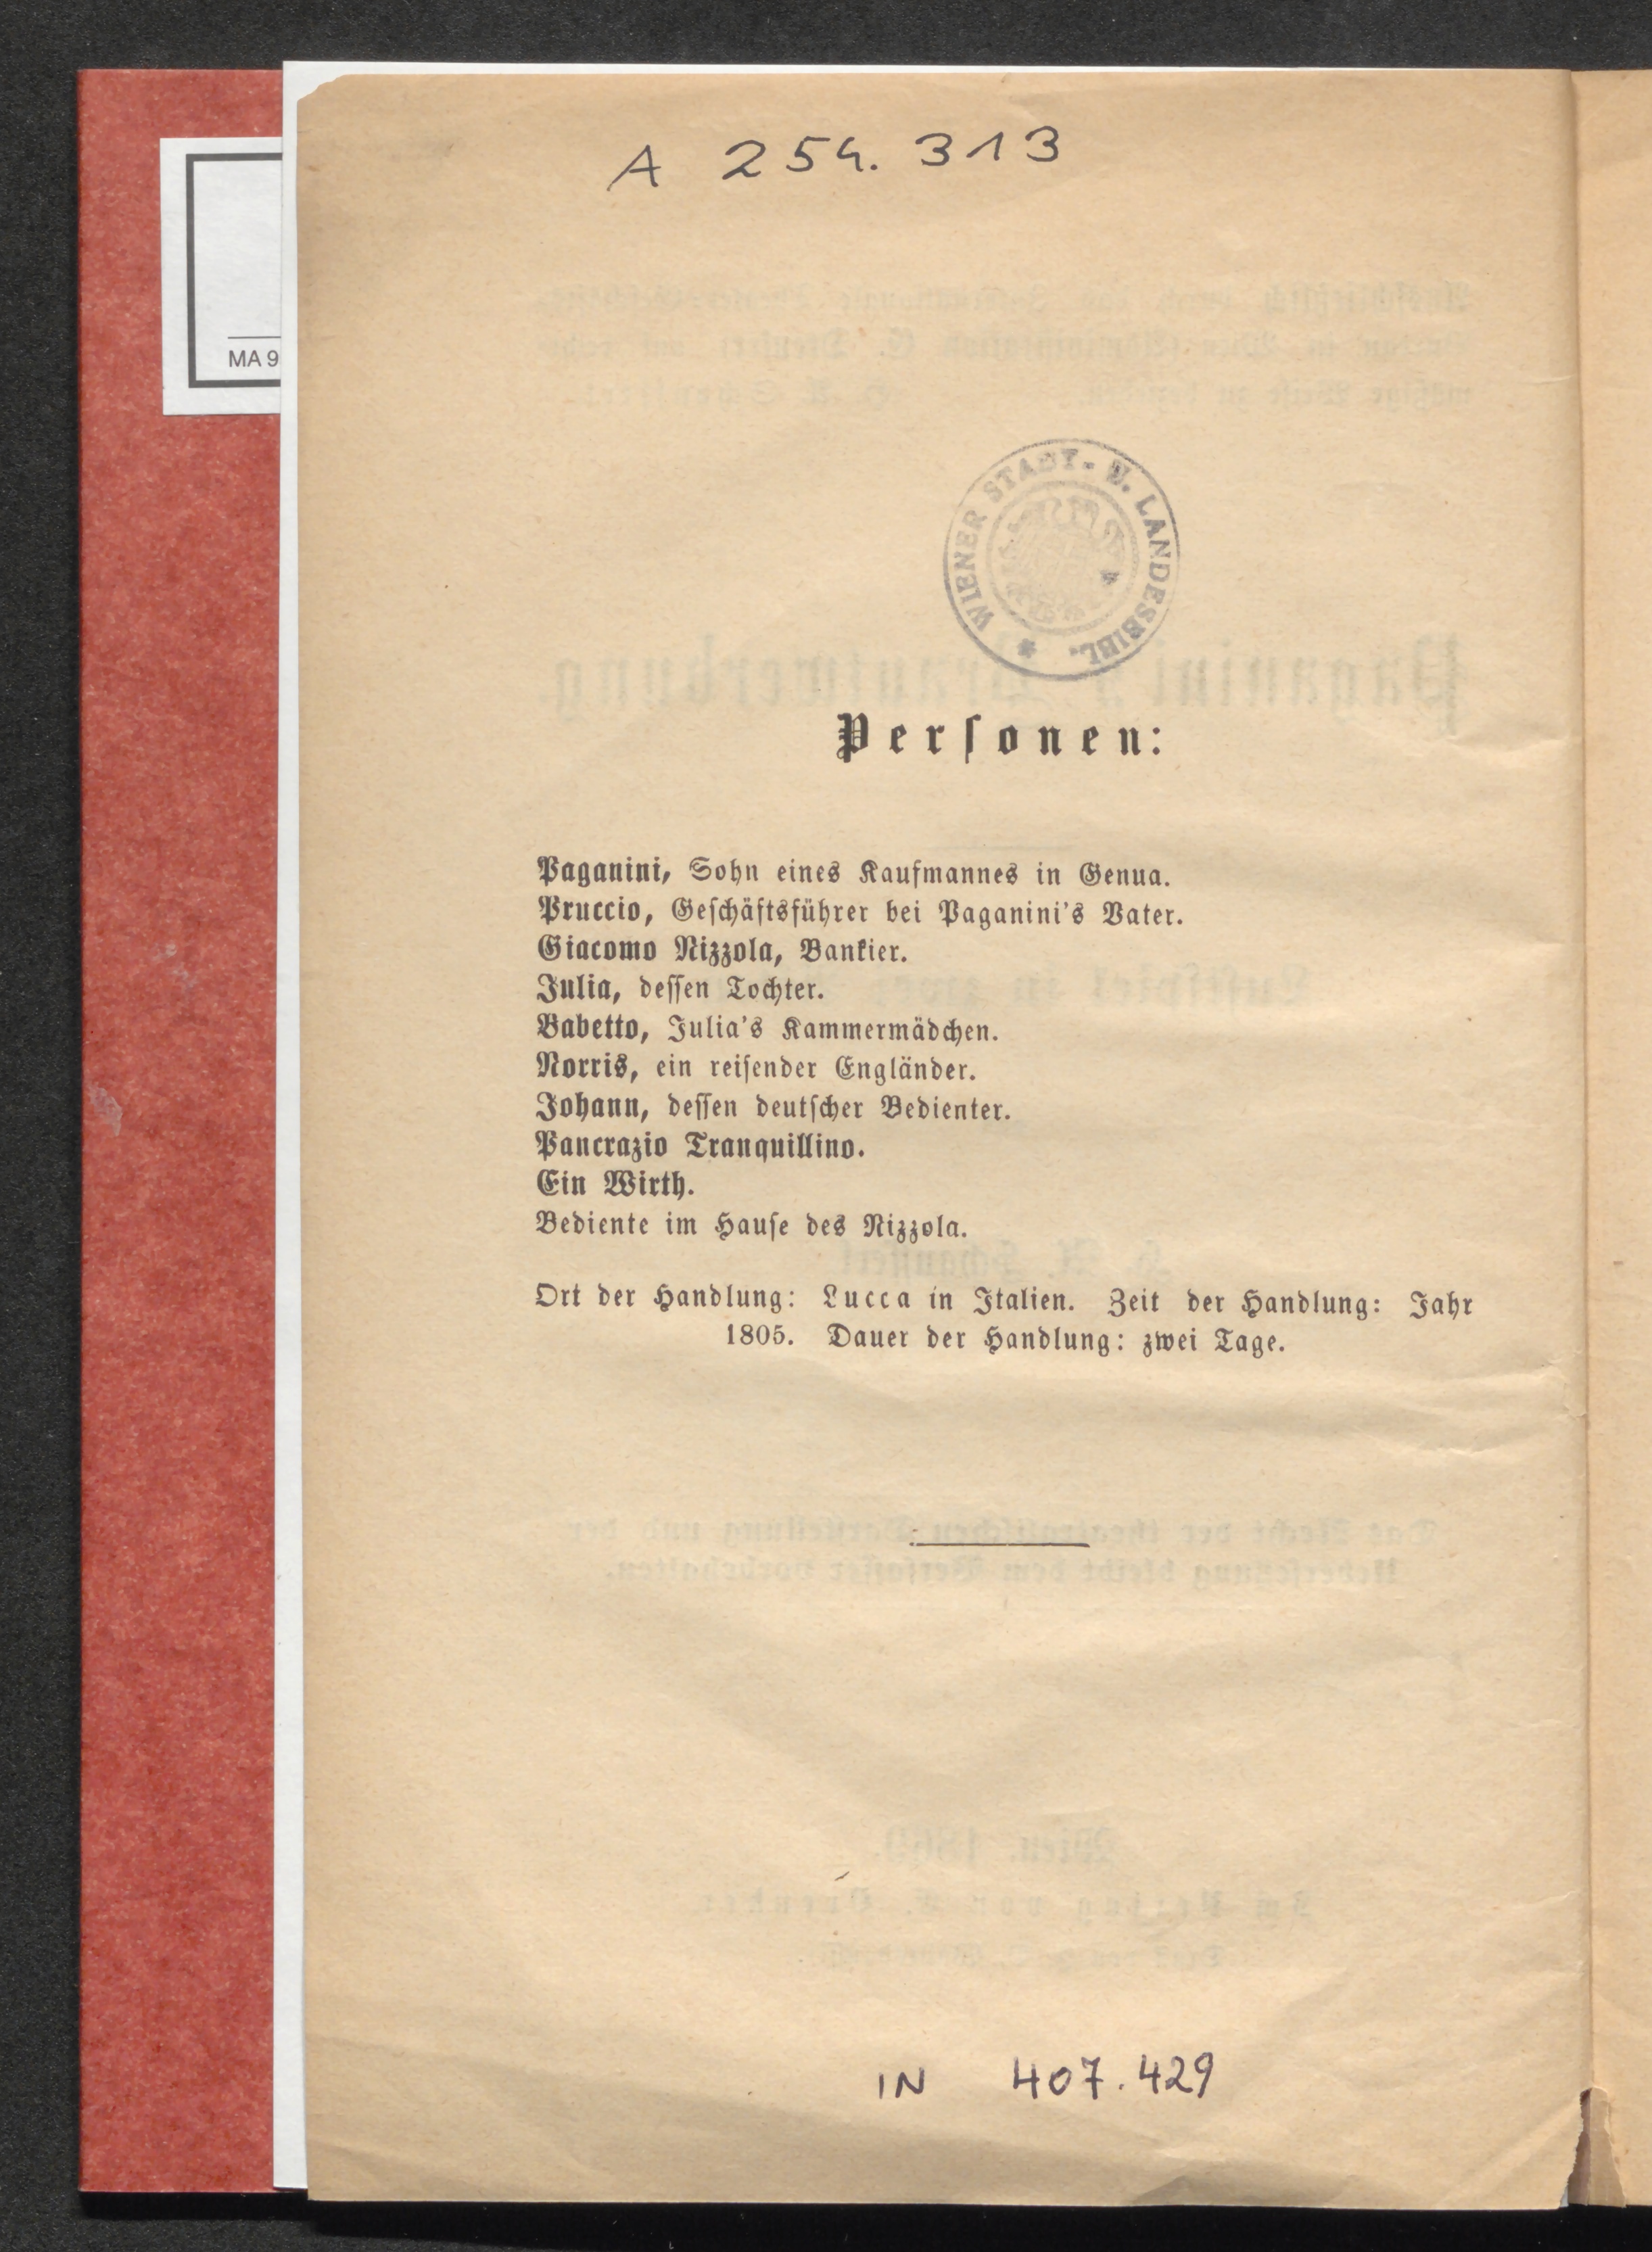 A 254.313
MA 9
WIENER STADT- U. LANDESBIBL.
Personen:
Paganini, Sohn eines Kaufmannes in Genua.
Pruccio, Geschäftsführer bei Paganini's Vater.
Giacomo Nizzola, Bankier.
Julia, dessen Tochter.
Babetto, Julia's Kammermädchen.
Norris, ein reisender Engländer.
Johann, dessen deutscher Bedienter.
Pancrazio Tranquillino.
Ein Wirth.
Bediente im Hause des Nizzola.
Ort der Handlung: Lucca in Italien. Zeit der Handlung: Jahr
1805. Dauer der Handlung: zwei Tage.
IN 407.429